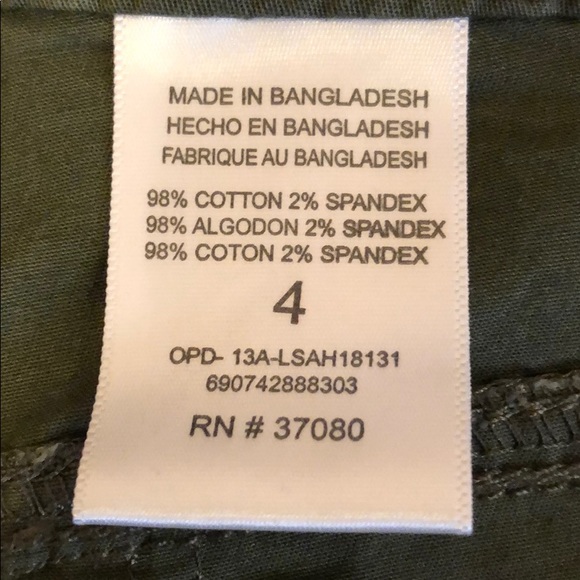 MADE IN BANGLADESH
HECHO EN BANGLADESH
FABRIQUE AU BANGLADESH
98% COTTON 2% SPANDEX
98% ALGODON 2% SPANDEX
98% COTON 2% SPANDEX
4
OPD- 13A-LSAH18131
690742888303
RN # 37080